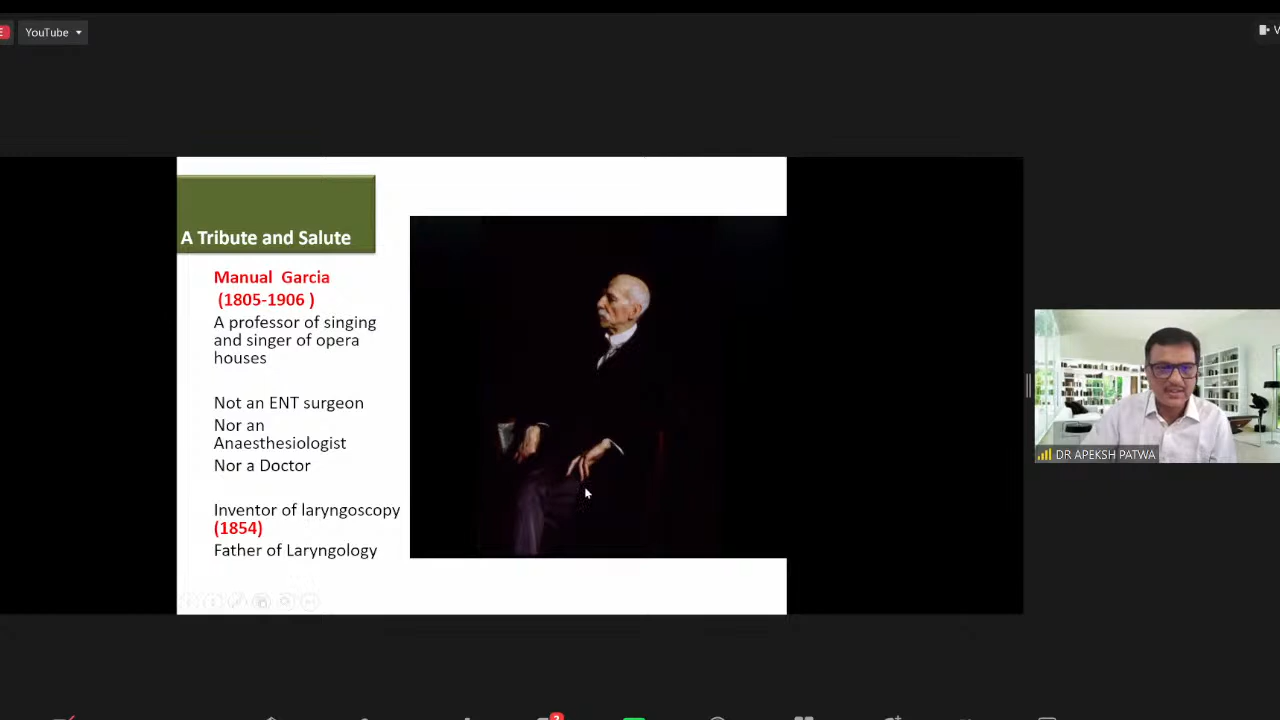 YouTube
A Tribute and Salute
Manual Garcia
(1805-1906 )
A professor of singing
and singer of opera
houses
Not an ENT surgeon
Nor an
Anaesthesiologist
Nor a Doctor
Inventor of laryngoscopy
(1854)
Father of Laryngology
DR APEKSH PATWA